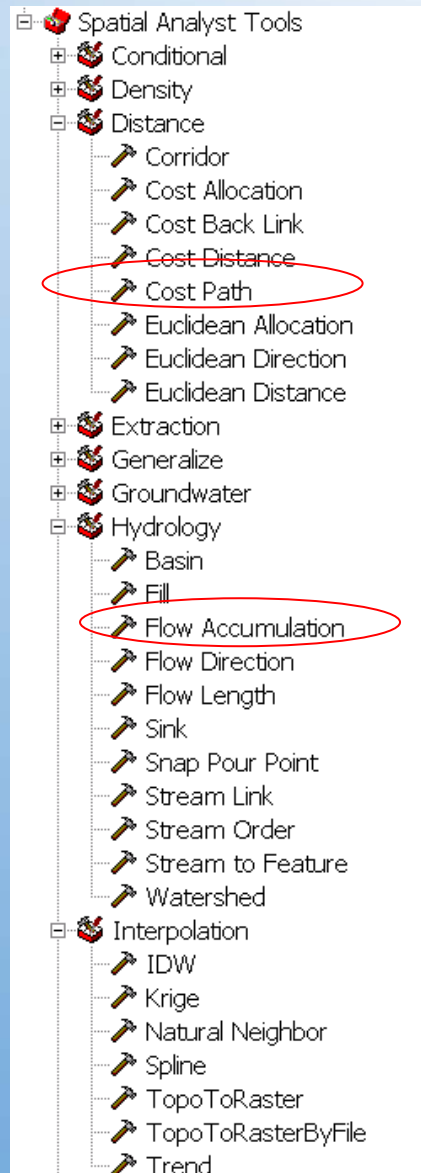 Spatial Analyst Tools
Conditional
Density
Distance
Corridor
Cost Allocation
Cost Back Link
Cost Distance
Cost Path
Euclidean Allocation
Euclidean Direction
Euclidean Distance
Extraction
Generalize
Groundwater
Hydrology
Basin
Fill
Flow Accumulation
Flow Direction
Flow Length
Sink
Snap Pour Point
Stream Link
Stream Order
Stream to Feature
Watershed
Interpolation
IDW
Krige
Natural Neighbor
Spline
TopoToRaster
TopoToRasterByFile
Trend